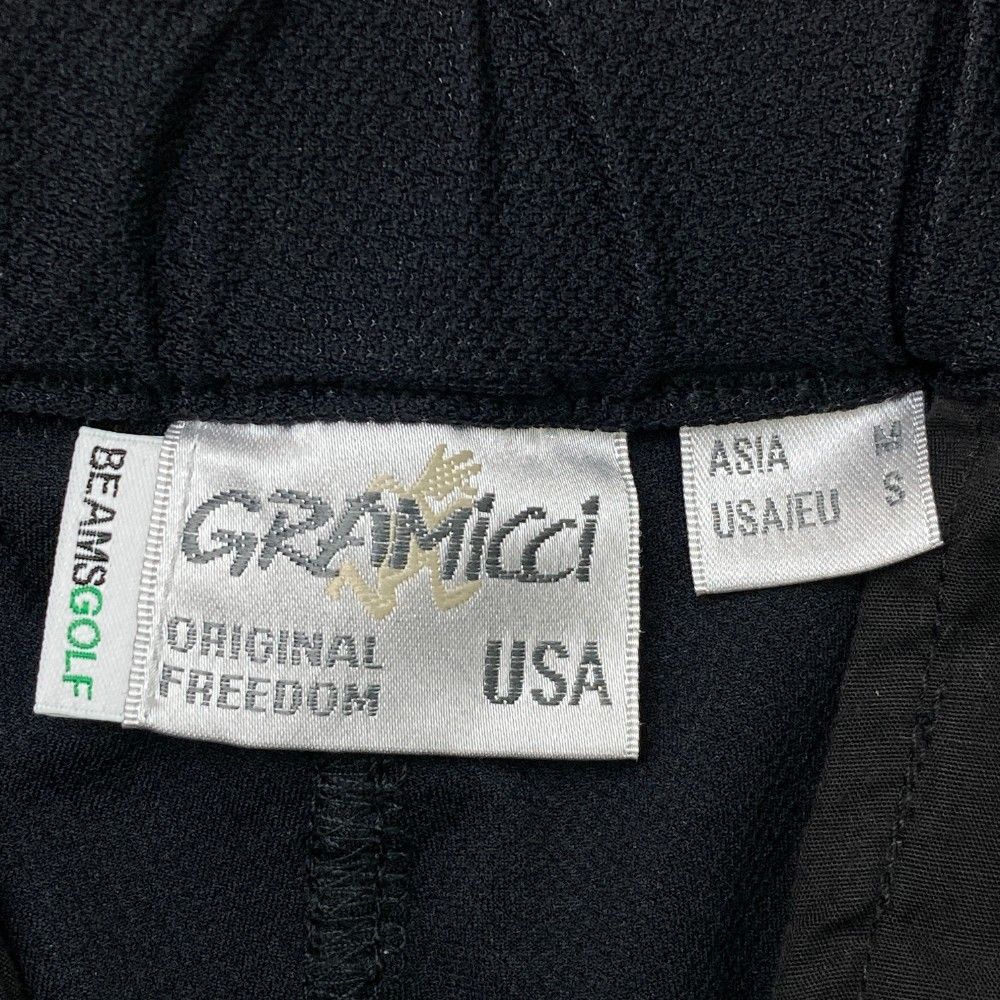 BEAMSGOLF
GRAMiCCi
ORIGINAL
FREEDOM
USA
ASIA M
USA/EU S